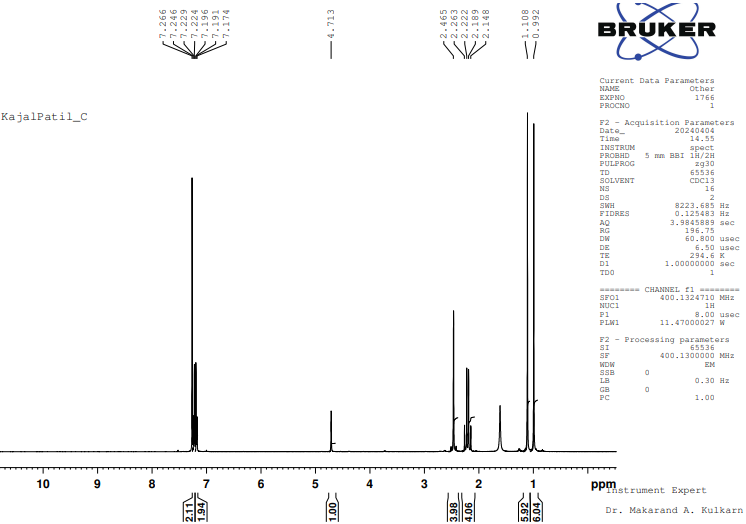 7.266
7.246
7.229
7.224
7.196
7.191
7.174
4.713
2.465
2.263
2.222
2.189
2.148
1.108
0.992
BRUKER
KajalPatil_C
Current Data Parameters
NAME Other
EXPNO 1766
PROCNO 1
F2 - Acquisition Parameters
Date_ 20240404
Time 14.55
INSTRUM spect
PROBHD 5 mm BBI 1H/2H
PULPROG zg30
TD 65536
SOLVENT CDCl3
NS 16
DS 2
SWH 8223.685 Hz
FIDRES 0.125483 Hz
AQ 3.9845889 sec
RG 196.75
DW 60.800 usec
DE 6.50 usec
TE 294.6 K
D1 1.00000000 sec
TD0 1
======== CHANNEL f1 ========
SFO1 400.1324710 MHz
NUC1 1H
P1 8.00 usec
PLW1 11.47000027 W
F2 - Processing parameters
SI 65536
SF 400.1300000 MHz
WDW EM
SSB 0
LB 0.30 Hz
GB 0
PC 1.00
10 9 8 7 6 5 4 3 2 1 ppm
2.11
1.94
1.00
3.98
4.06
5.92
6.04
Instrument Expert
Dr. Makarand A. Kulkarn